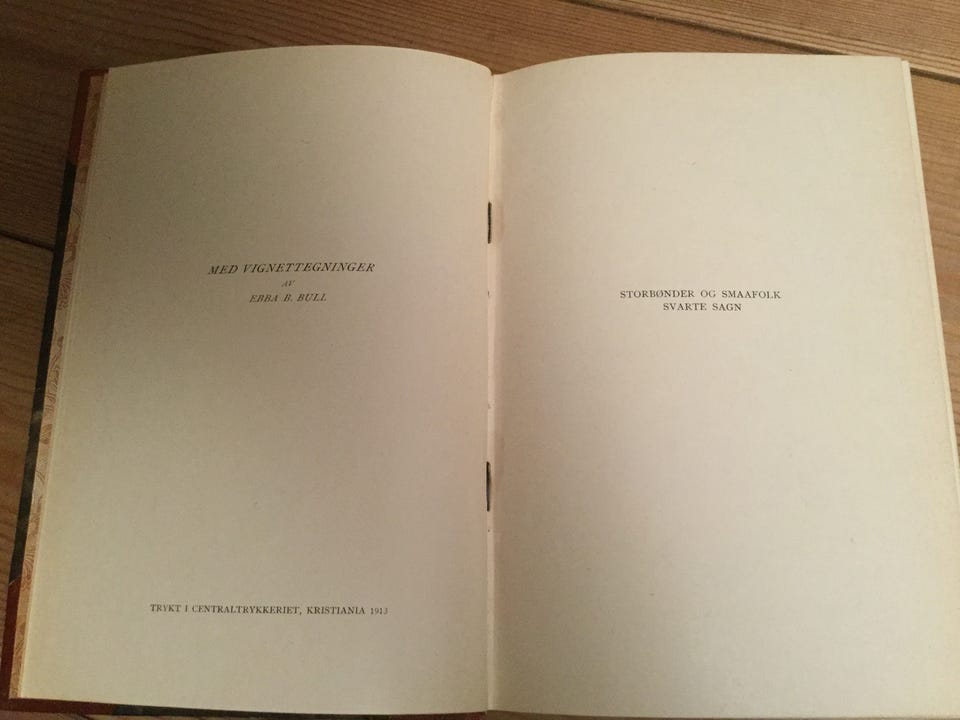 MED VIGNETTEGNINGER
AV
EBBA B. BULL
TRYKT I CENTRALTRYKKERIET, KRISTIANIA 1913
STORBØNDER OG SMAAFOLK
SVARTE SAGN